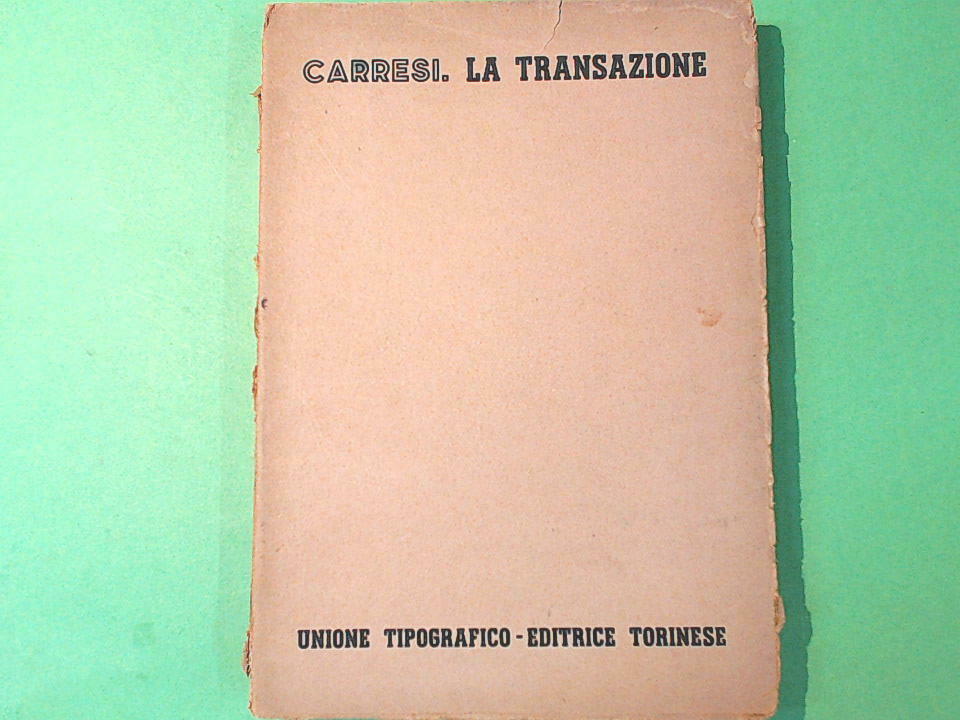 CARRESI. LA TRANSAZIONE
UNIONE TIPOGRAFICO-EDITRICE TORINESE